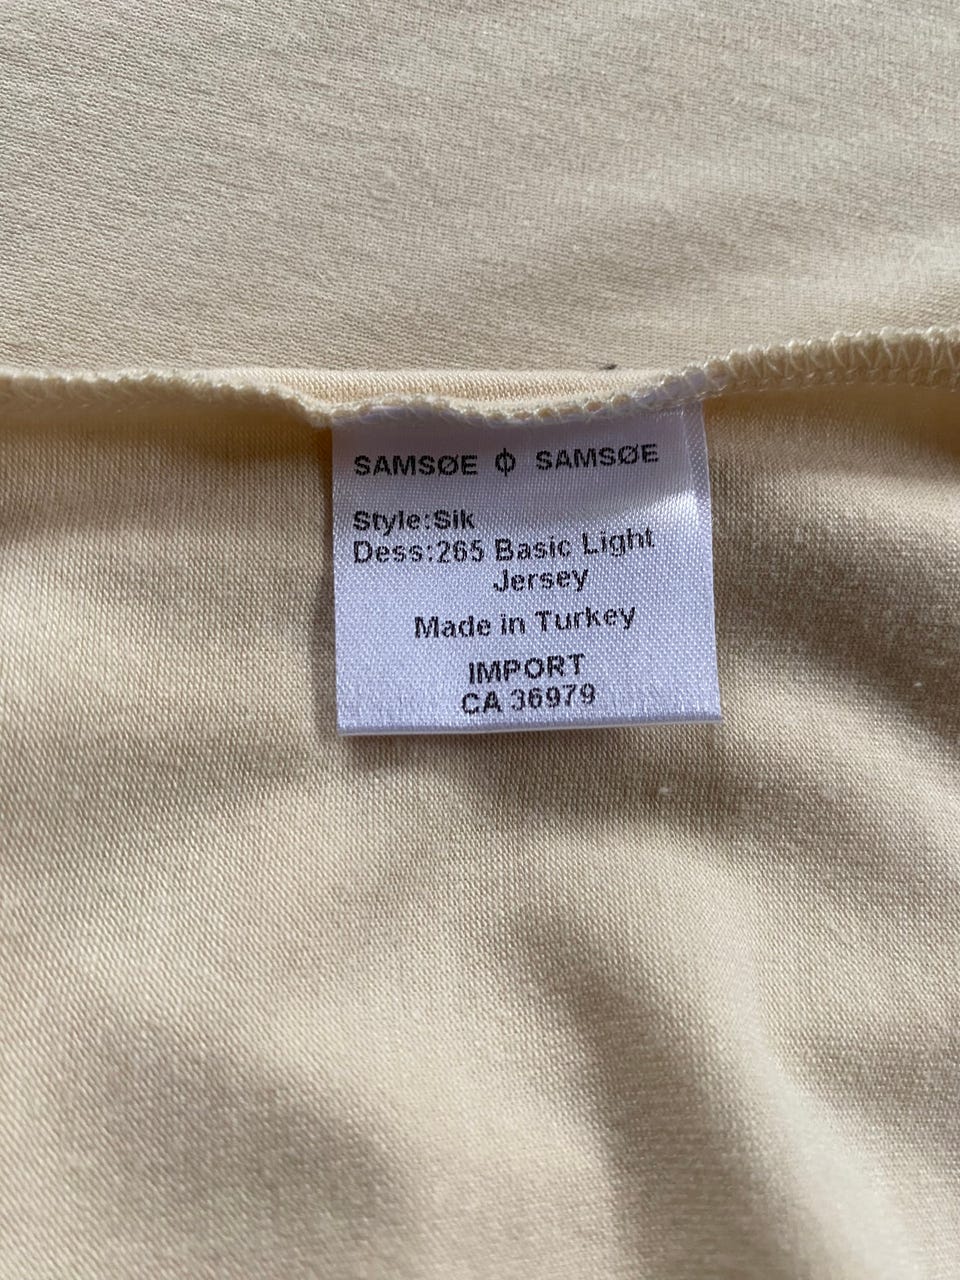 SAMSØE ɸ SAMSØE
Style:Sik
Dess:265 Basic Light
Jersey
Made in Turkey
IMPORT
CA 36979